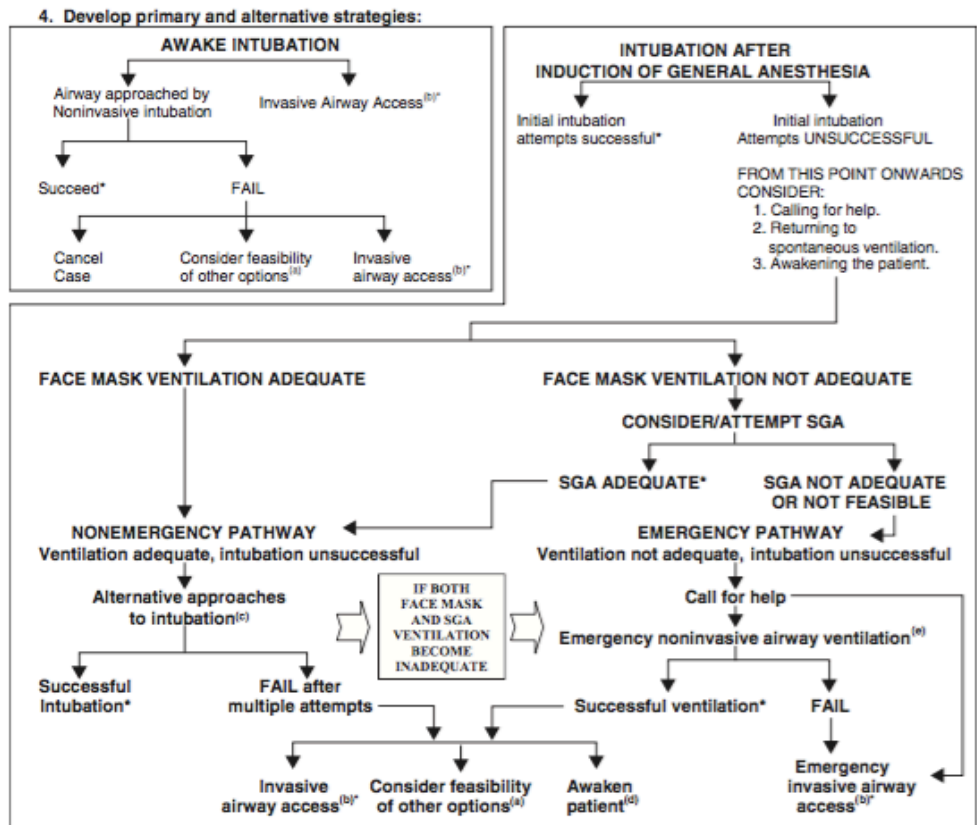 4. Develop primary and alternative strategies:
AWAKE INTUBATION
Airway approached by
Noninvasive intubation
Invasive Airway Access(b)*
Succeed*
FAIL
Cancel
Case
Consider feasibility
of other options(a)
Invasive
airway access(b)*
INTUBATION AFTER
INDUCTION OF GENERAL ANESTHESIA
Initial intubation
attempts successful*
Initial intubation
Attempts UNSUCCESSFUL
FROM THIS POINT ONWARDS
CONSIDER:
1. Calling for help.
2. Returning to
spontaneous ventilation.
3. Awakening the patient.
FACE MASK VENTILATION ADEQUATE
FACE MASK VENTILATION NOT ADEQUATE
CONSIDER/ATTEMPT SGA
SGA ADEQUATE*
SGA NOT ADEQUATE
OR NOT FEASIBLE
NONEMERGENCY PATHWAY
Ventilation adequate, intubation unsuccessful
EMERGENCY PATHWAY
Ventilation not adequate, intubation unsuccessful
Alternative approaches
to intubation(c)
IF BOTH
FACE MASK
AND SGA
VENTILATION
BECOME
INADEQUATE
Call for help
Emergency noninvasive airway ventilation(e)
Successful
Intubation*
FAIL after
multiple attempts
Successful ventilation*
FAIL
Invasive
airway access(b)*
Consider feasibility
of other options(a)
Awaken
patient(d)
Emergency
invasive airway
access(b)*